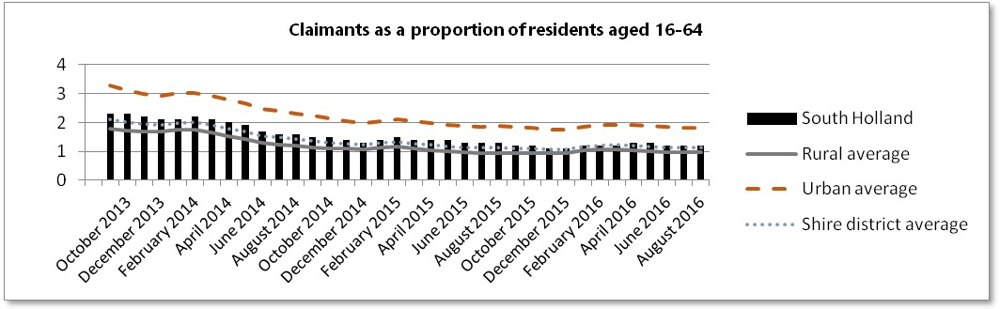 Claimants as a proportion of residents aged 16-64
4
3
2
1
0
October 2013
December 2013
February 2014
April 2014
June 2014
August 2014
October 2014
December 2014
February 2015
April 2015
June 2015
August 2015
October 2015
December 2015
February 2016
April 2016
June 2016
August 2016
South Holland
Rural average
Urban average
Shire district average